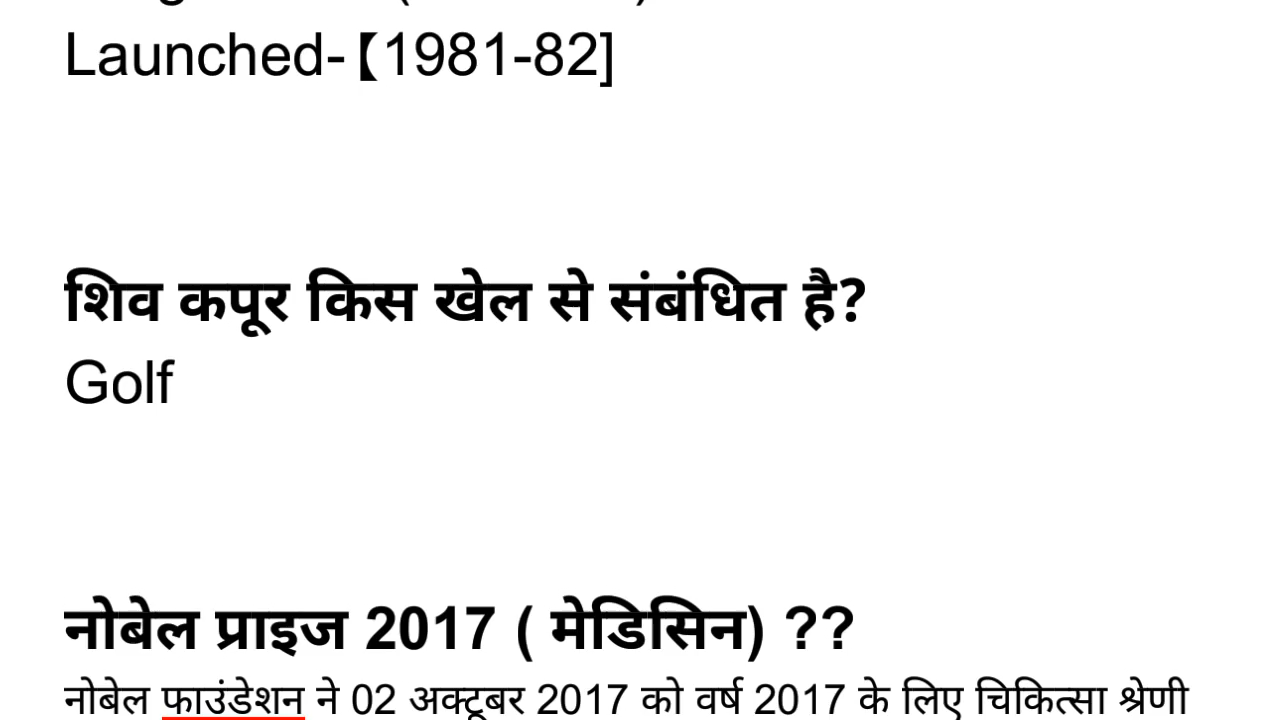 Launched-【1981-82]
शिव कपूर किस खेल से संबंधित है?
Golf
नोबेल प्राइज 2017 ( मेडिसिन) ??
नोबेल फाउंडेशन ने 02 अक्टूबर 2017 को वर्ष 2017 के लिए चिकित्सा श्रेणी